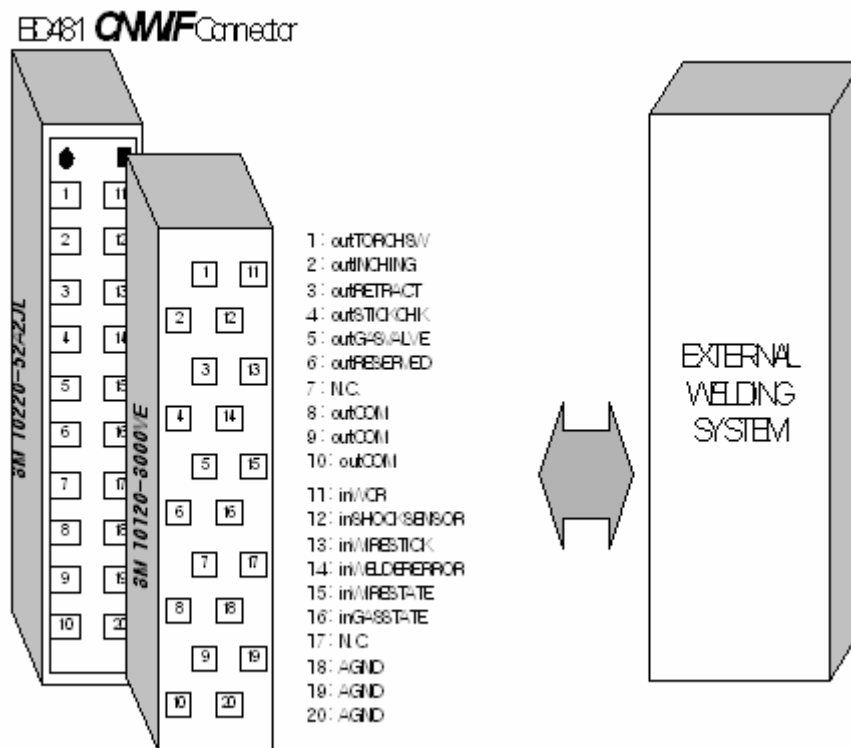 BD481 CNWIF Connector
1 11
2 12
3 13
4 14
5 15
6 16
7 17
8 18
9 19
10 20
3M 10220-52A2JL
1 11
2 12
3 13
4 14
5 15
6 16
7 17
8 18
9 19
10 20
3M 10120-3000VE
1: outTORCHSW
2: outINCHING
3: outRETRACT
4: outSTICKCHK
5: outGASVALVE
6: outRESERVED
7: N.C.
8: outCOM
9: outCOM
10: outCOM
11: inWCR
12: inSHOCKSENSOR
13: inWIRESTICK
14: inWELDERERROR
15: inWIRESTATE
16: inGASSTATE
17: N.C
18: AGND
19: AGND
20: AGND
EXTERNAL
WELDING
SYSTEM